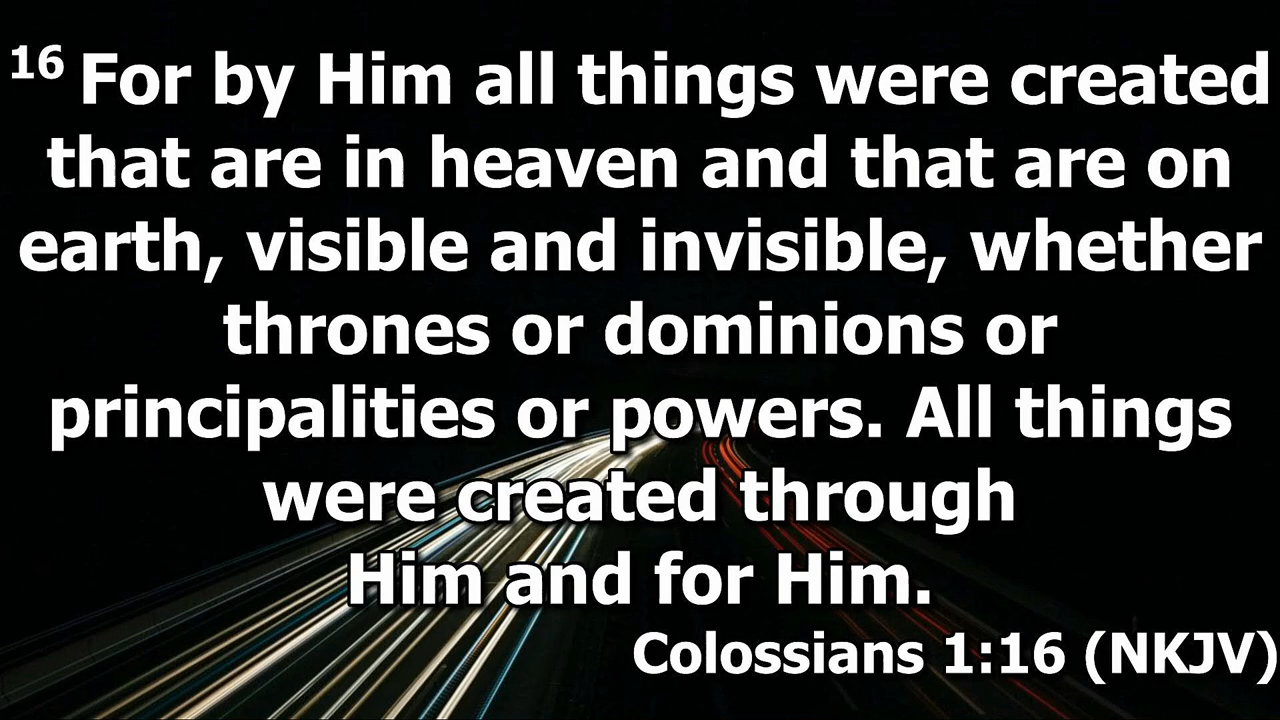 16 For by Him all things were created
that are in heaven and that are on
earth, visible and invisible, whether
thrones or dominions or
principalities or powers. All things
were created through
Him and for Him.
Colossians 1:16 (NKJV)